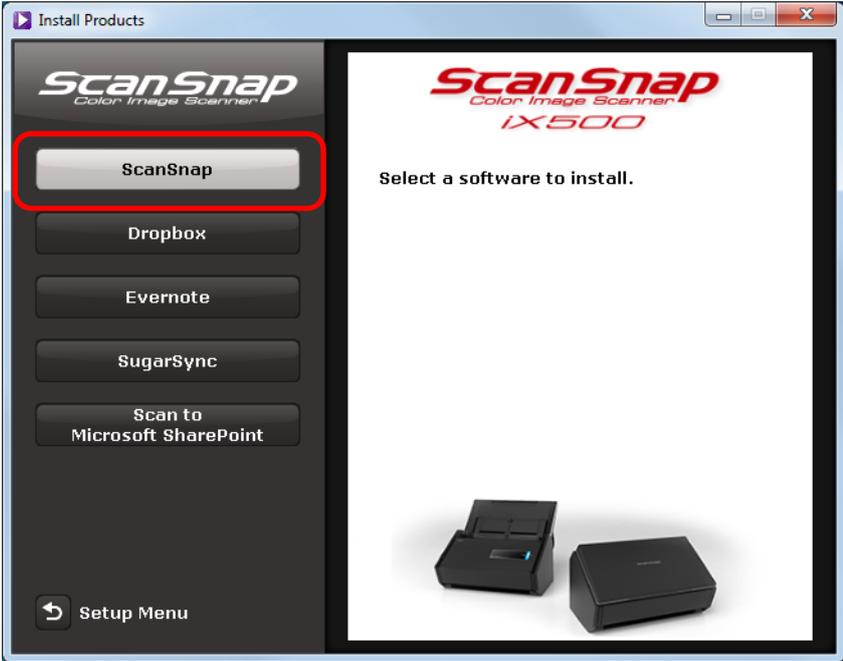 Install Products
ScanSnap
Color Image Scanner
ScanSnap
Dropbox
Evernote
SugarSync
Scan to
Microsoft SharePoint
Setup Menu
ScanSnap
Color Image Scanner
iX500
Select a software to install.